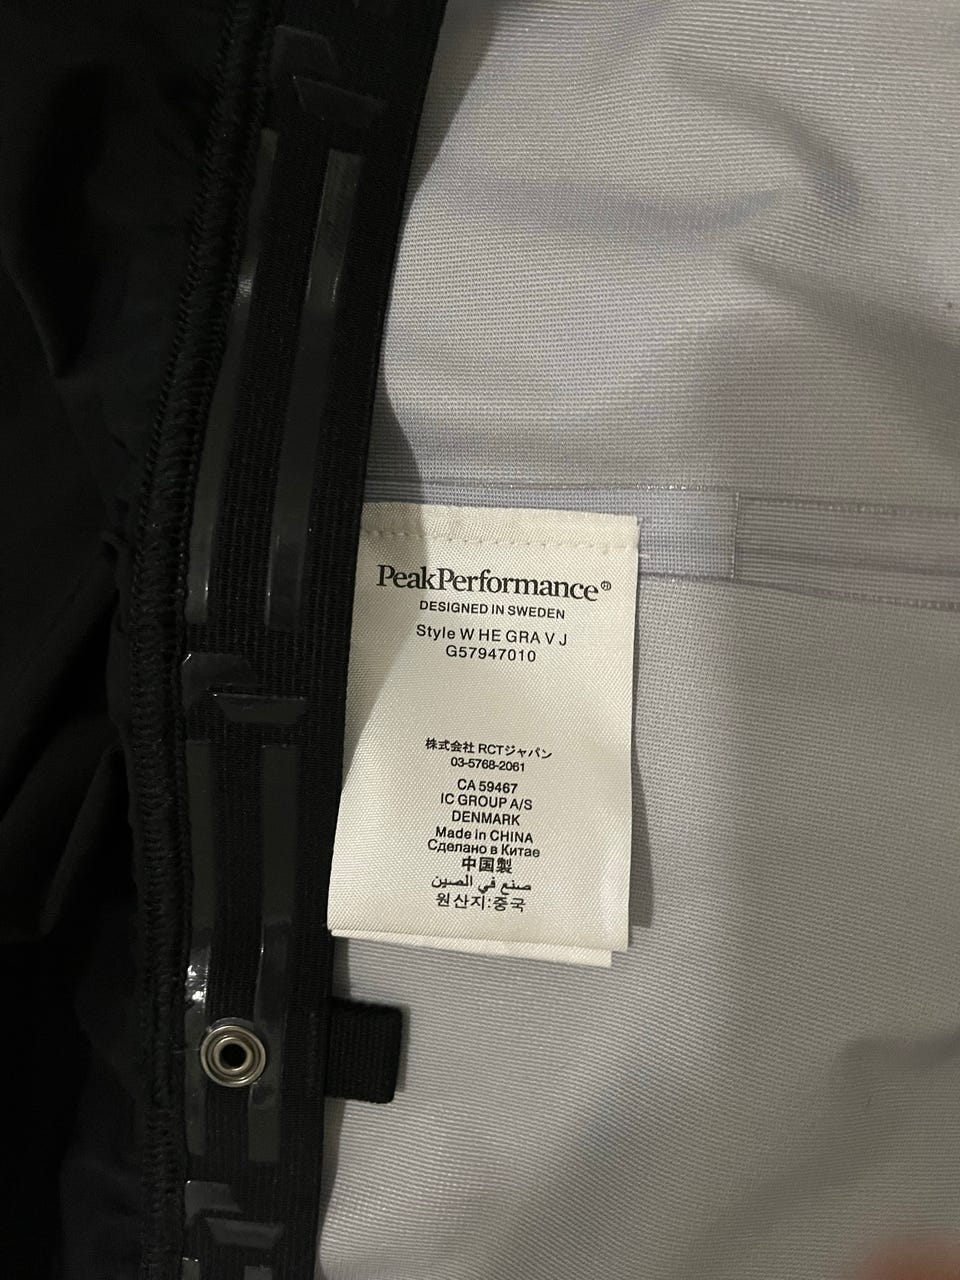 PeakPerformance®
DESIGNED IN SWEDEN
Style W HE GRA V J
G57947010
株式会社 RCTジャパン
03-5768-2061
CA 59467
IC GROUP A/S
DENMARK
Made in CHINA
Сделано в Китае
中国製
صنع في الصين
원산지:중국